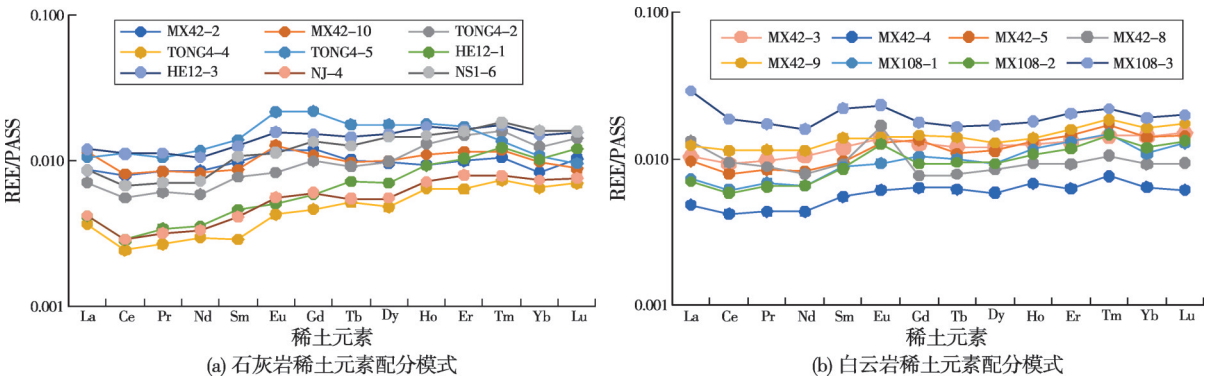 0.100
0.010
0.001
REE/PASS
MX42-2 MX42-10 TONG4-2
TONG4-4 TONG4-5 HE12-1
HE12-3 NJ-4 NS1-6
La Ce Pr Nd Sm Eu Gd Tb Dy Ho Er Tm Yb Lu
稀土元素
(a) 石灰岩稀土元素配分模式
0.100
0.010
0.001
REE/PASS
MX42-3 MX42-4 MX42-5 MX42-8
MX42-9 MX108-1 MX108-2 MX108-3
La Ce Pr Nd Sm Eu Gd Tb Dy Ho Er Tm Yb Lu
稀土元素
(b) 白云岩稀土元素配分模式